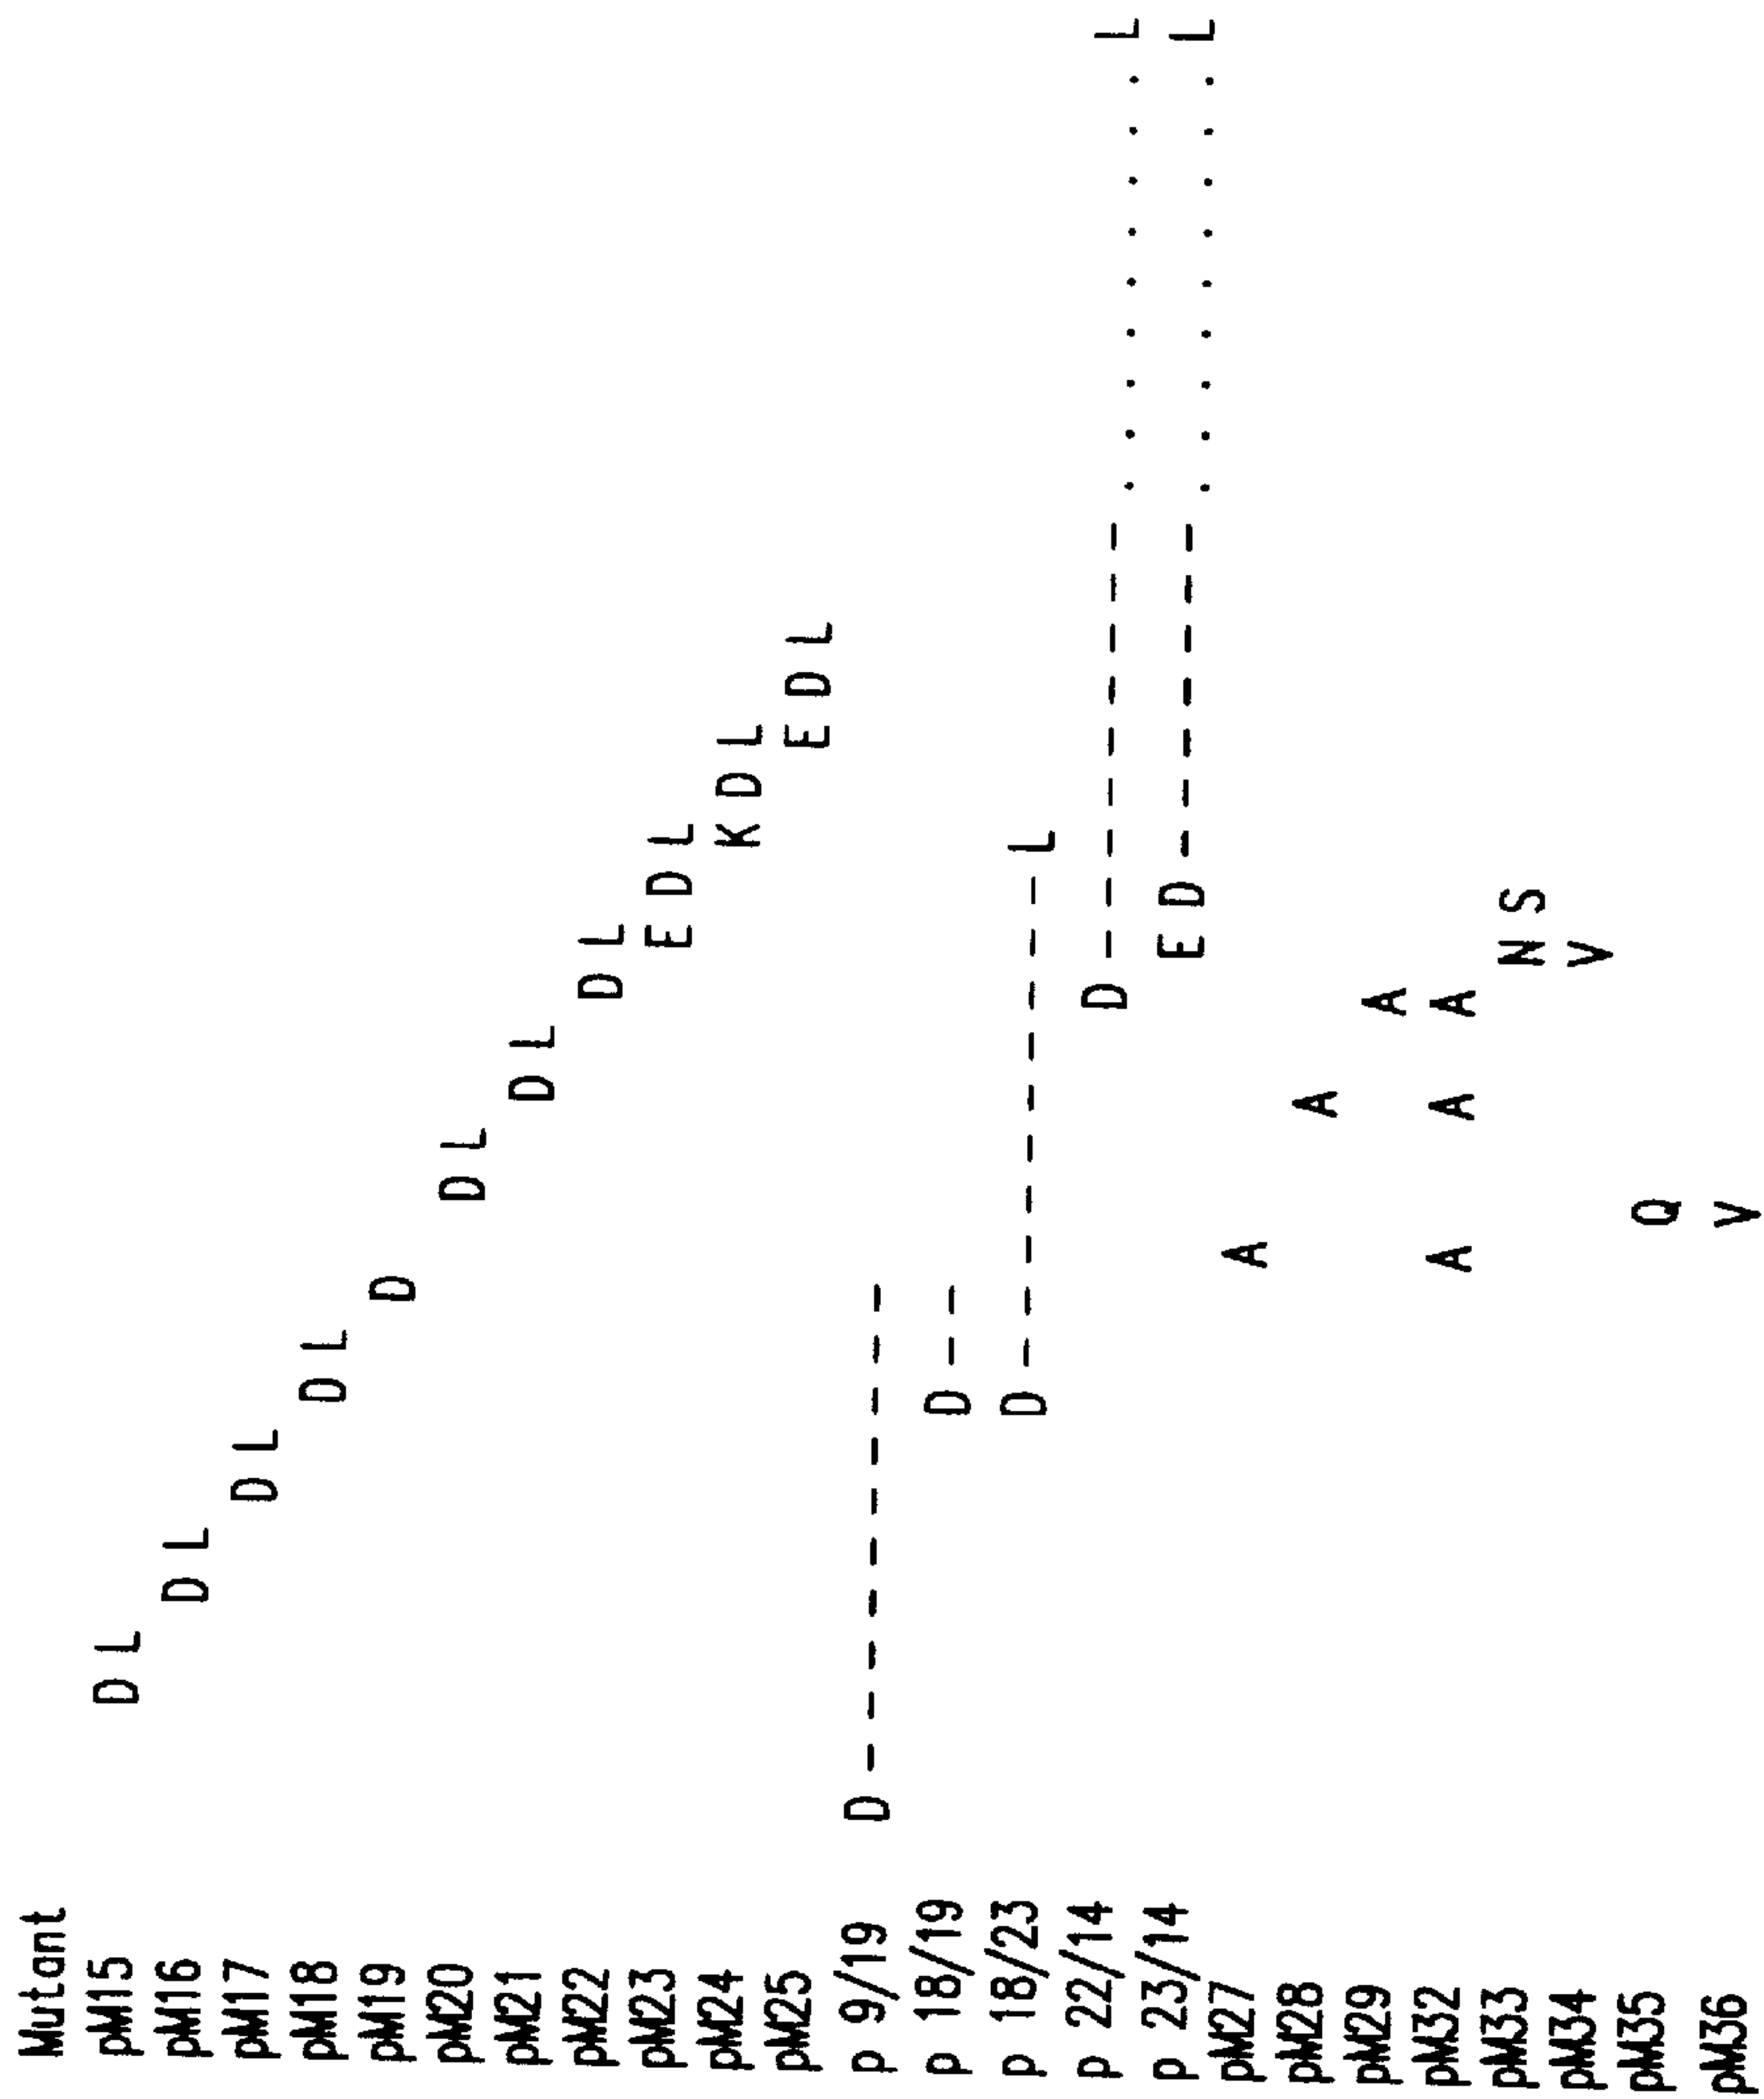 Mutant
pM15 D L
pM16 D L
pM17 D L
pM18 D L
pM19 D
pM20 D L
pM21 D L
pM22 D L
pM23 E D L
pM24 K D L
pM25 E D L
p 9/19 D - - - - - - - - - -
p 18//19 D - -
p 18//23 D - - - - - - - - - - L
p 22//14 D - - - - - - - - - . . . . . . . . . L
p 23//14 E D - - - - - - - . . . . . . . . . L
pM27 A
pM28 A
pM29 A
pM32 A A A
pM33 N S
pM34 V
pM35 Q
pM36 V